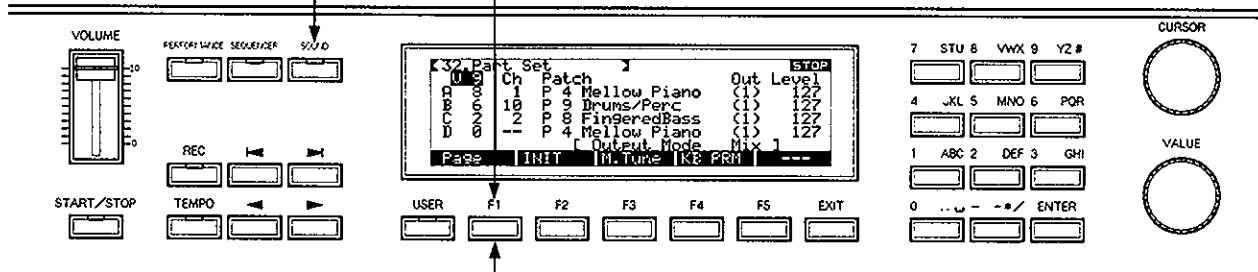 VOLUME
10
0
PERFORMANCE SEQUENCER SOUND
REC
START/STOP TEMPO
[32 Part Set ] STOP
U 9 Ch Patch Out Level
A 8 1 P 4 Mellow Piano (1) 127
B 6 10 P 9 Drums/Perc (1) 127
C 2 2 P 8 FingeredBass (1) 127
D 0 -- P 4 Mellow Piano (1) 127
[ Output Mode Mix ]
Page INIT M.Tune KB PRM ---
USER F1 F2 F3 F4 F5 EXIT
7 STU 8 VWX 9 YZ #
4 JKL 5 MNO 6 PQR
1 ABC 2 DEF 3 GHI
0 - -*/ ENTER
CURSOR
VALUE